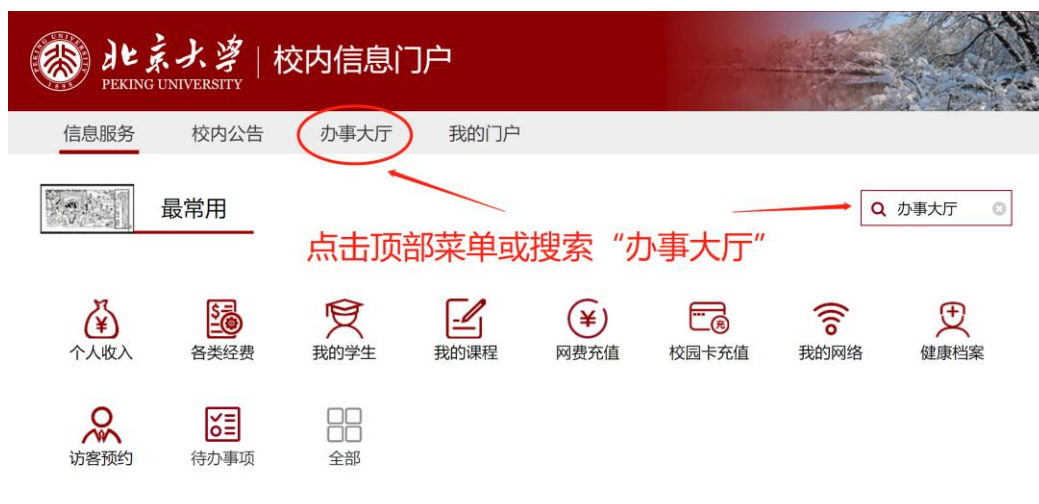 北京大学 | 校内信息门户
PEKING UNIVERSITY
信息服务 校内公告 办事大厅 我的门户
最常用
办事大厅
点击顶部菜单或搜索“办事大厅”
个人收入 各类经费 我的学生 我的课程 网费充值 校园卡充值 我的网络 健康档案
访客预约 待办事项 全部